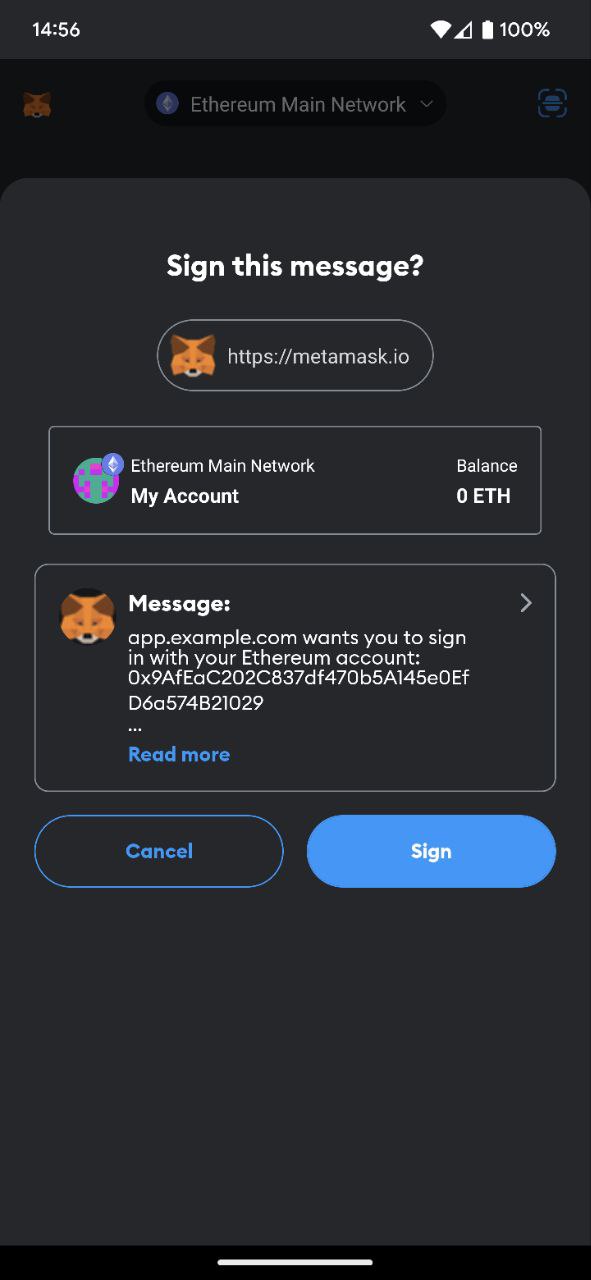 14:56
100%
Ethereum Main Network
Sign this message?
https://metamask.io
Ethereum Main Network
Balance
My Account
0 ETH
Message:
app.example.com wants you to sign
in with your Ethereum account:
0x9AfEaC202C837df470b5A145e0Ef
D6a574B21029
...
Read more
Cancel
Sign